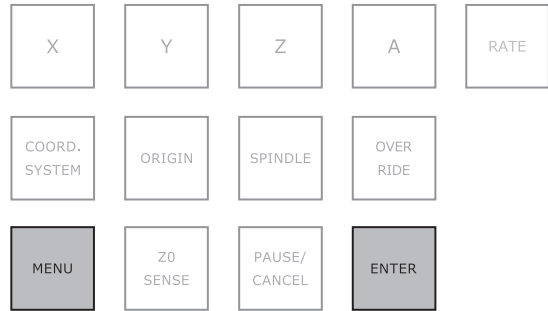 X Y Z A RATE
COORD. SYSTEM ORIGIN SPINDLE OVER RIDE
MENU Z0 SENSE PAUSE/ CANCEL ENTER